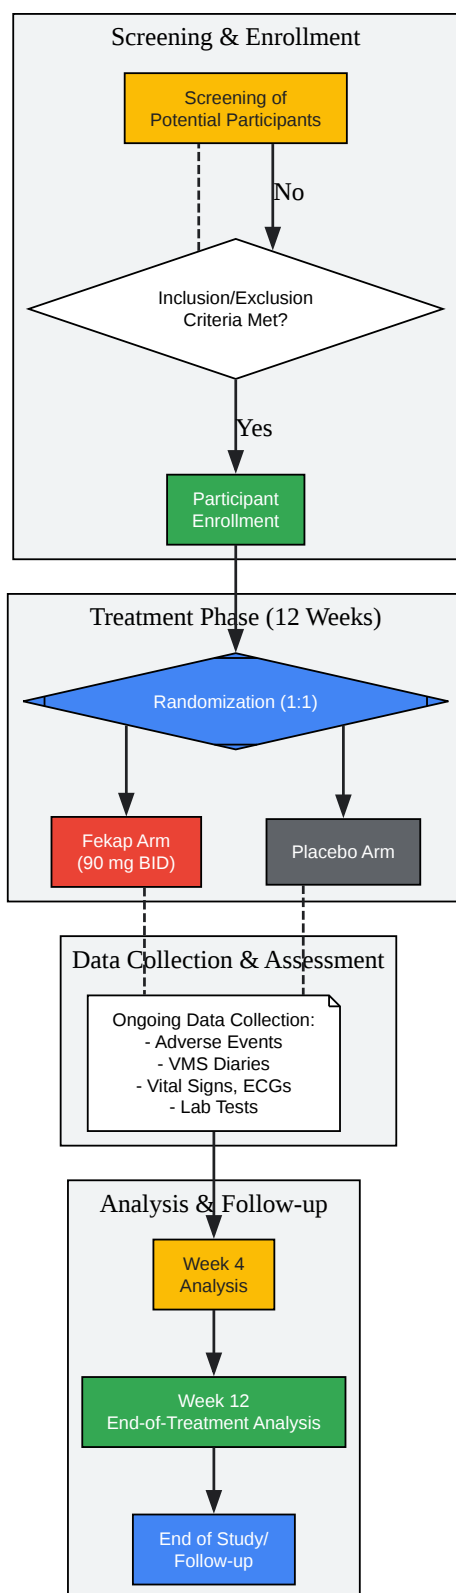 Screening & Enrollment
Screening of
Potential Participants
No
Inclusion/Exclusion
Criteria Met?
Yes
Participant
Enrollment
Treatment Phase (12 Weeks)
Randomization (1:1)
Fekap Arm
(90 mg BID)
Placebo Arm
Data Collection & Assessment
Ongoing Data Collection:
- Adverse Events
- VMS Diaries
- Vital Signs, ECGs
- Lab Tests
Analysis & Follow-up
Week 4
Analysis
Week 12
End-of-Treatment Analysis
End of Study/
Follow-up